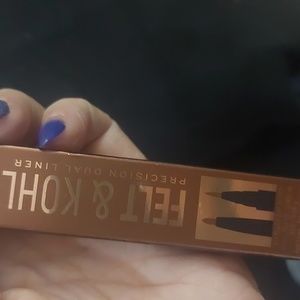 FELT & KOHL
PRECISION DUAL LINER